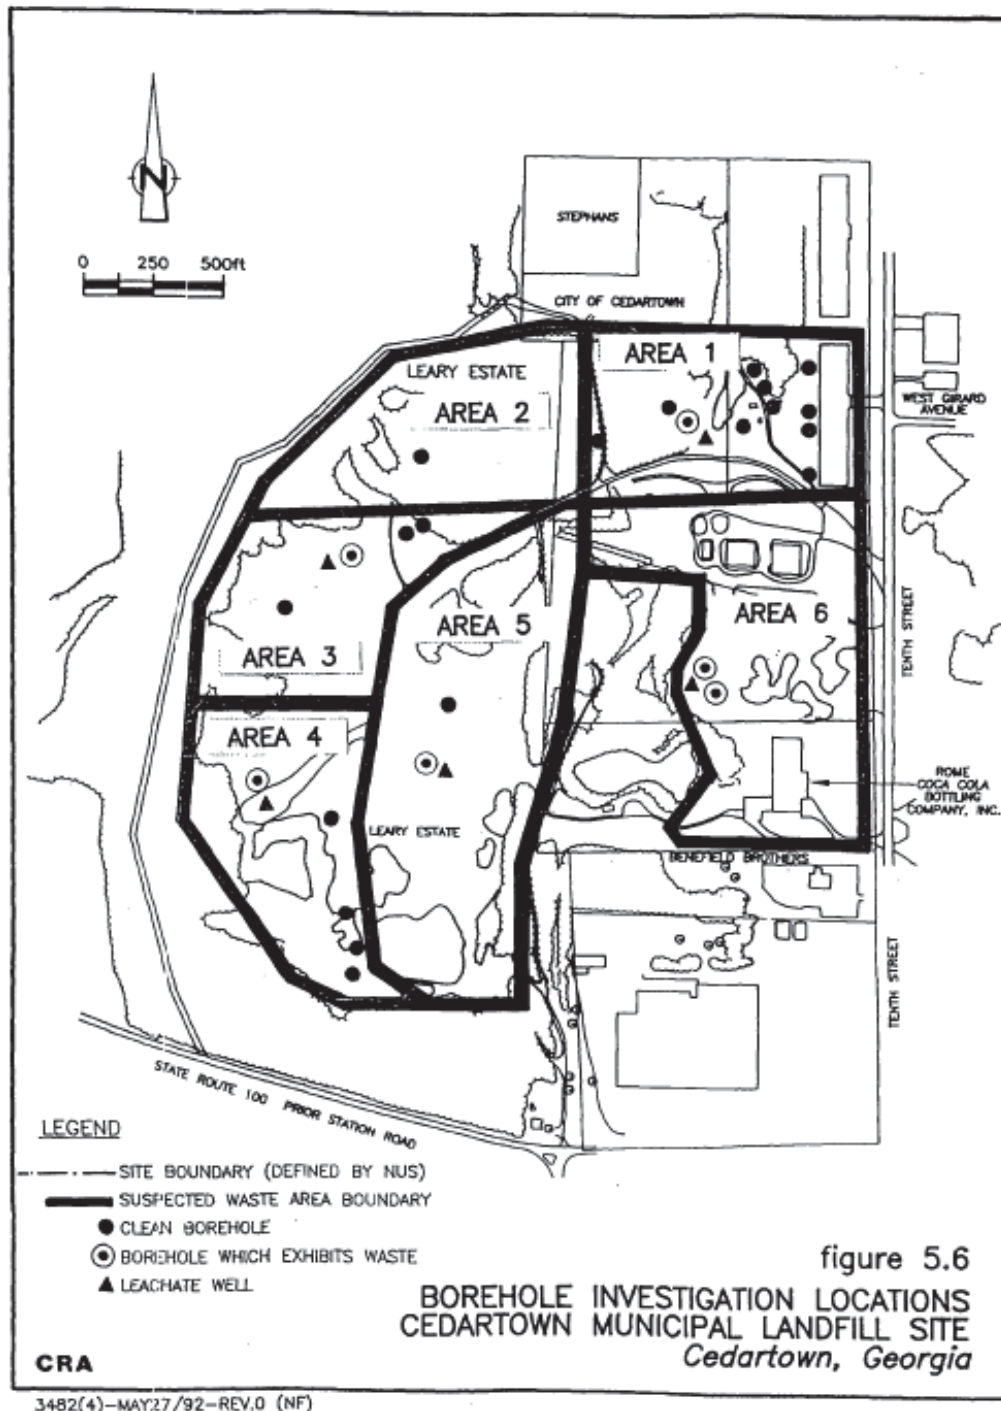 N
0 250 500ft
STEPHANS
CITY OF CEDARTOWN
AREA 1
LEARY ESTATE
AREA 2
WEST GIRARD
AVENUE
AREA 3
AREA 5
AREA 6
TENTH STREET
AREA 4
LEARY ESTATE
ROME
COCA COLA
BOTTLING
COMPANY, INC.
BENEFIELD BROTHERS
TENTH STREET
STATE ROUTE 100 PRIOR STATION ROAD
LEGEND
SITE BOUNDARY (DEFINED BY NUS)
SUSPECTED WASTE AREA BOUNDARY
CLEAN BOREHOLE
BOREHOLE WHICH EXHIBITS WASTE
LEACHATE WELL
figure 5.6
BOREHOLE INVESTIGATION LOCATIONS
CEDARTOWN MUNICIPAL LANDFILL SITE
Cedartown, Georgia
CRA
3482(4)-MAY27/92-REV.0 (NF)